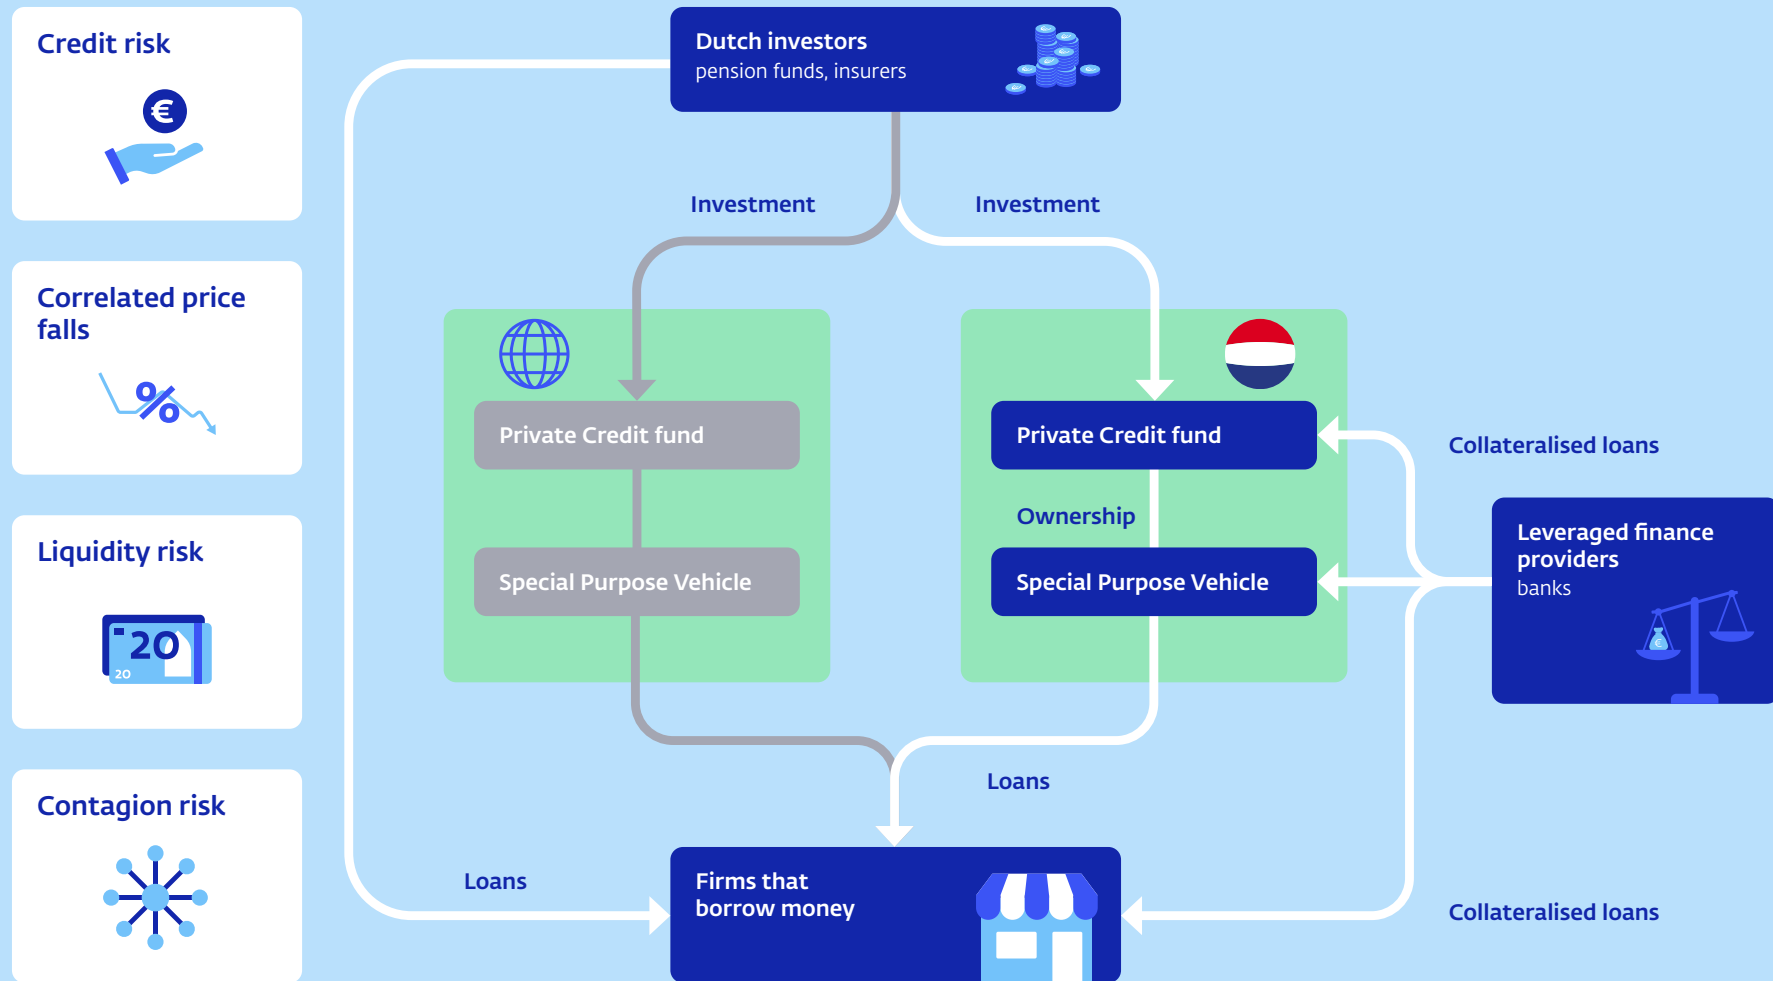 Credit risk
€
Correlated price
falls
%
Liquidity risk
20
20
Contagion risk
Dutch investors
pension funds, insurers
Investment
Investment
Private Credit fund
Special Purpose Vehicle
Private Credit fund
Ownership
Special Purpose Vehicle
Collateralised loans
Leveraged finance
providers
banks
€
Loans
Loans
Firms that
borrow money
Collateralised loans